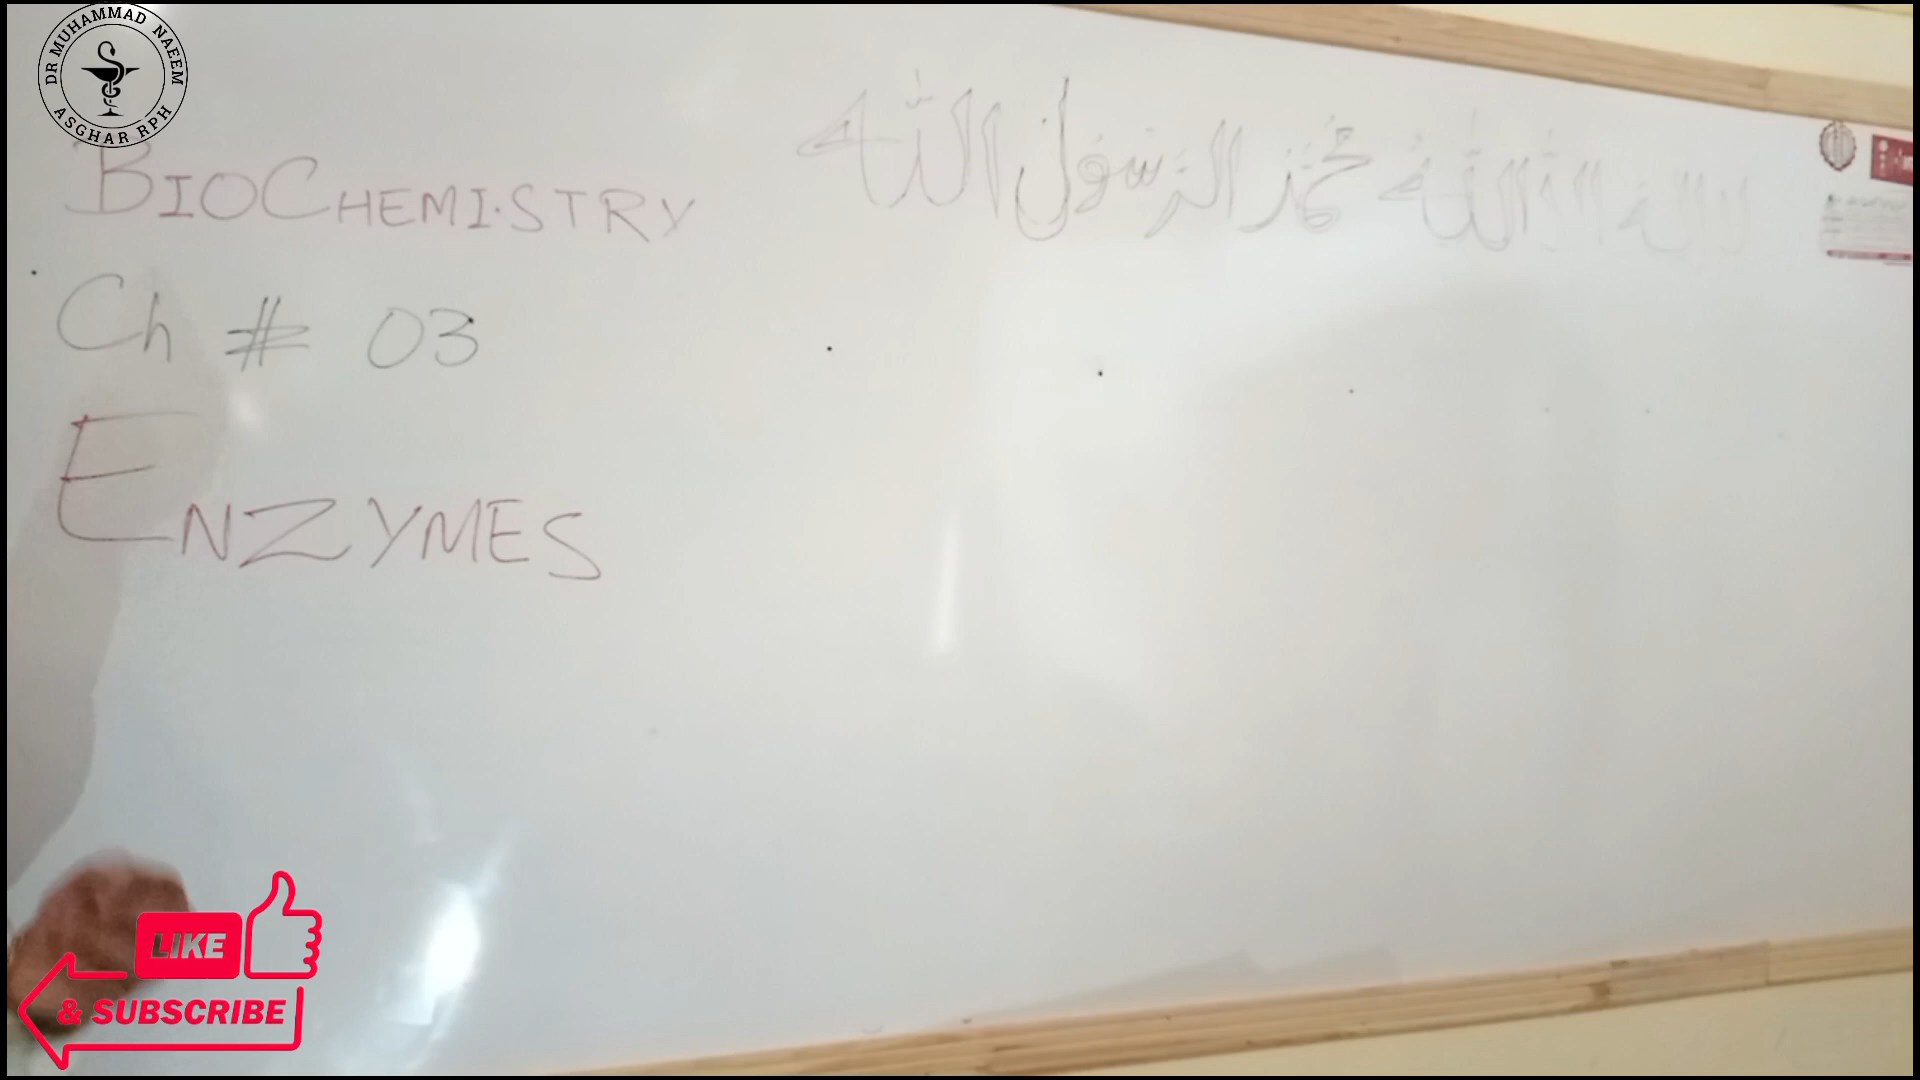 DR MUHAMMAD NAEEM
ASGHAR RPH
BIOCHEMISTRY
لا اله الا الله محمد الرسول الله
Ch # 03
ENZYMES
LIKE
& SUBSCRIBE